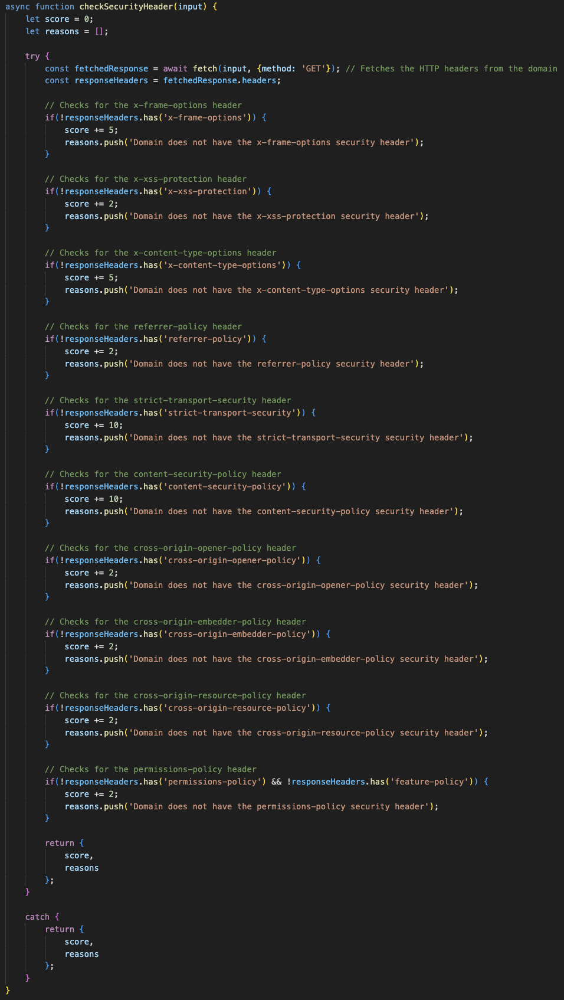 async function checkSecurityHeader(input) {
    let score = 0;
    let reasons = [];

    try {
        const fetchedResponse = await fetch(input, {method: 'GET'}); // Fetches the HTTP headers from the domain
        const responseHeaders = fetchedResponse.headers;

        // Checks for the x-frame-options header
        if(!responseHeaders.has('x-frame-options')) {
            score += 5;
            reasons.push('Domain does not have the x-frame-options security header');
        }

        // Checks for the x-xss-protection header
        if(!responseHeaders.has('x-xss-protection')) {
            score += 2;
            reasons.push('Domain does not have the x-xss-protection security header');
        }

        // Checks for the x-content-type-options header
        if(!responseHeaders.has('x-content-type-options')) {
            score += 5;
            reasons.push('Domain does not have the x-content-type-options security header');
        }

        // Checks for the referrer-policy header
        if(!responseHeaders.has('referrer-policy')) {
            score += 2;
            reasons.push('Domain does not have the referrer-policy security header');
        }

        // Checks for the strict-transport-security header
        if(!responseHeaders.has('strict-transport-security')) {
            score += 10;
            reasons.push('Domain does not have the strict-transport-security security header');
        }

        // Checks for the content-security-policy header
        if(!responseHeaders.has('content-security-policy')) {
            score += 10;
            reasons.push('Domain does not have the content-security-policy security header');
        }

        // Checks for the cross-origin-opener-policy header
        if(!responseHeaders.has('cross-origin-opener-policy')) {
            score += 2;
            reasons.push('Domain does not have the cross-origin-opener-policy security header');
        }

        // Checks for the cross-origin-embedder-policy header
        if(!responseHeaders.has('cross-origin-embedder-policy')) {
            score += 2;
            reasons.push('Domain does not have the cross-origin-embedder-policy security header');
        }

        // Checks for the cross-origin-resource-policy header
        if(!responseHeaders.has('cross-origin-resource-policy')) {
            score += 2;
            reasons.push('Domain does not have the cross-origin-resource-policy security header');
        }

        // Checks for the permissions-policy header
        if(!responseHeaders.has('permissions-policy') && !responseHeaders.has('feature-policy')) {
            score += 2;
            reasons.push('Domain does not have the permissions-policy security header');
        }

        return {
            score,
            reasons
        };
    }

    catch {
        return {
            score,
            reasons
        };
    }
}